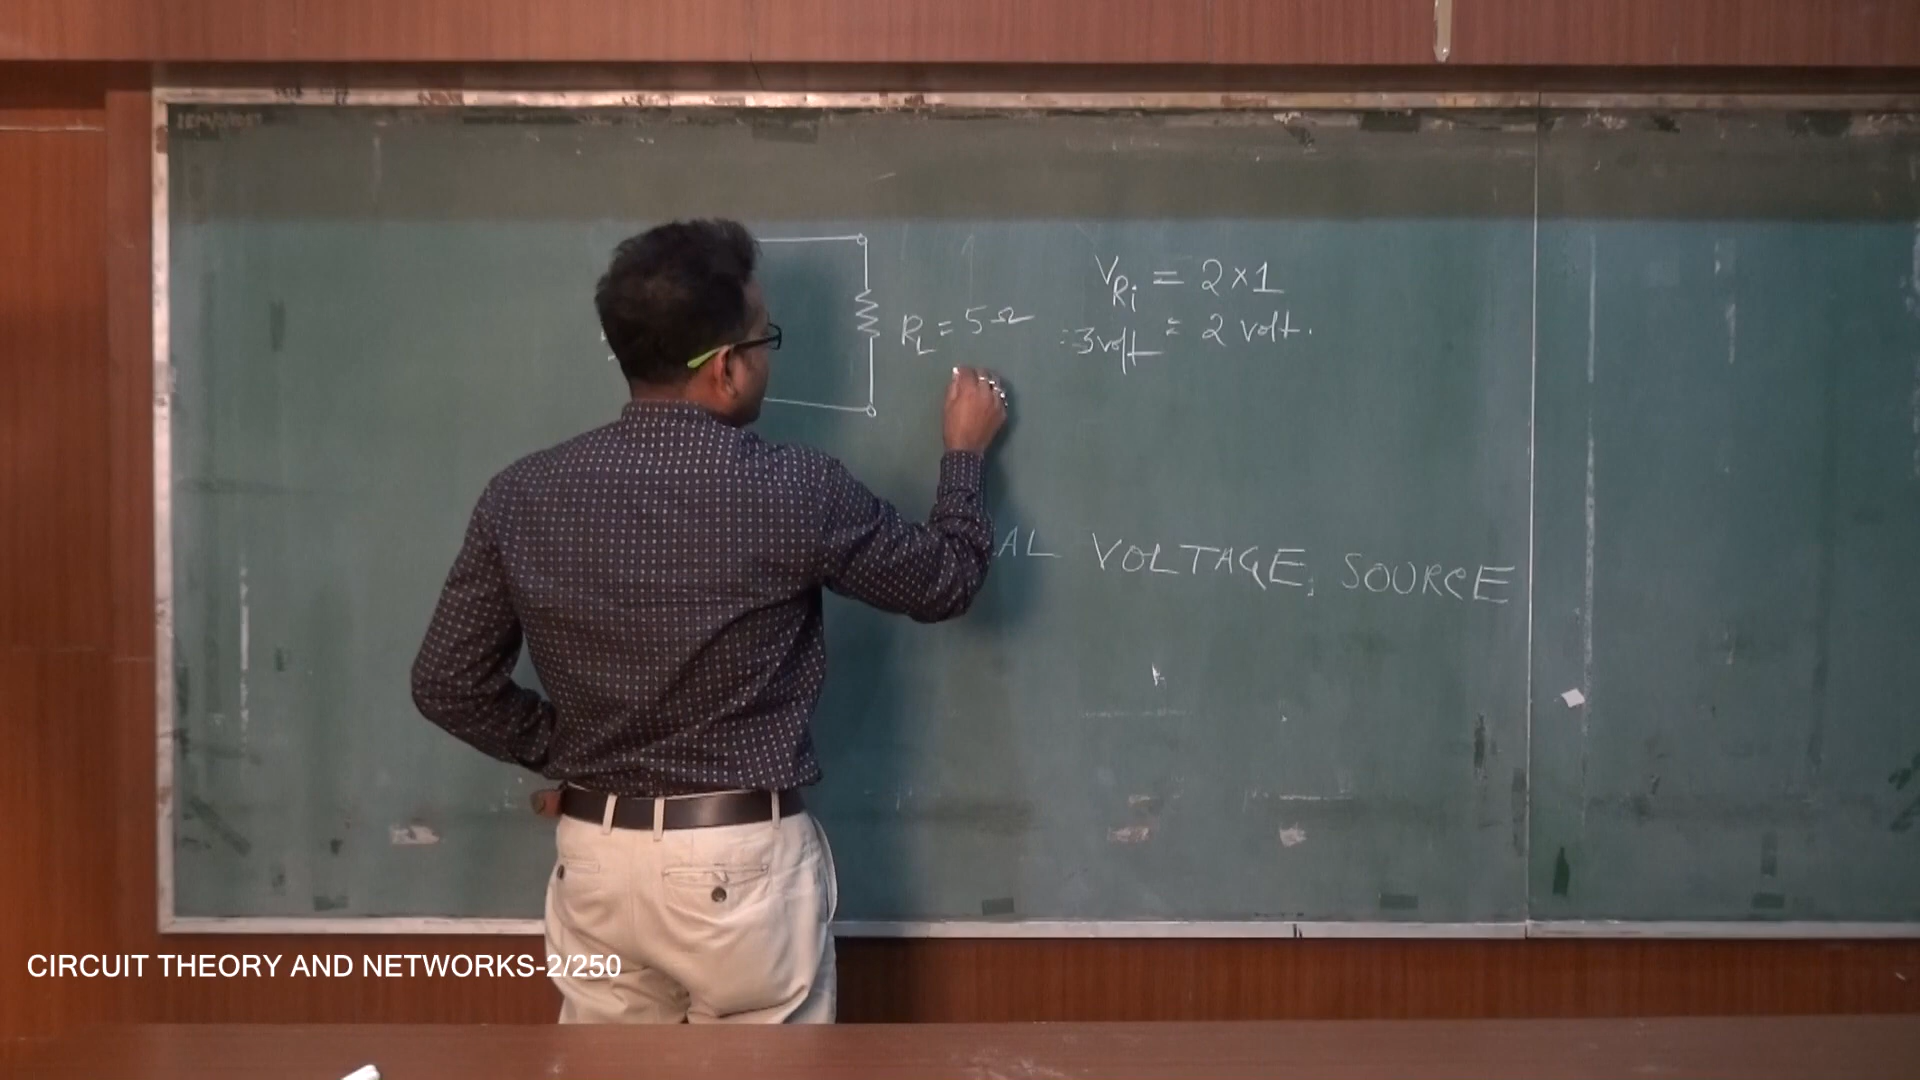 V_Ri = 2×1
R_L = 5Ω
:3volt = 2 volt.
AL VOLTAGE SOURCE
CIRCUIT THEORY AND NETWORKS-2/250